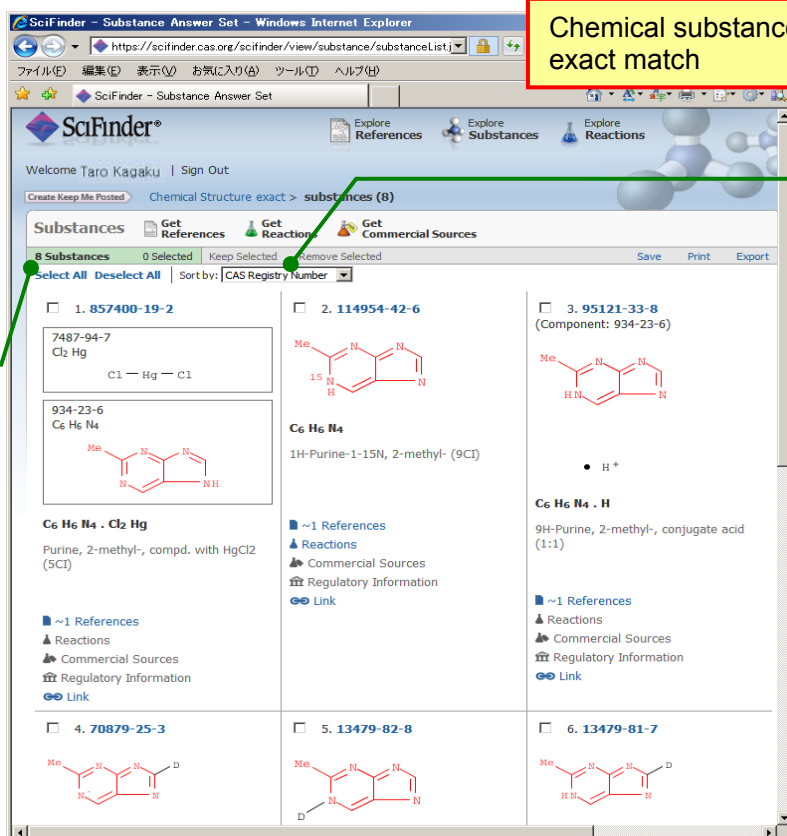 SciFinder - Substance Answer Set - Windows Internet Explorer
Chemical substance
exact match
https://scifinder.cas.org/scifinder/view/substance/substanceList.j
ファイル(F) 編集(E) 表示(V) お気に入り(A) ツール(T) ヘルプ(H)
SciFinder - Substance Answer Set
SciFinder®
Explore References
Explore Substances
Explore Reactions
Welcome Taro Kagaku | Sign Out
Create Keep Me Posted Chemical Structure exact > substances (8)
Substances
Get References
Get Reactions
Get Commercial Sources
8 Substances 0 Selected Keep Selected Remove Selected Save Print Export
Select All Deselect All Sort by: CAS Registry Number
1. 857400-19-2
7487-94-7
Cl2 Hg
Cl — Hg — Cl
934-23-6
C6 H6 N4
Me N N N NH
C6 H6 N4 . Cl2 Hg
Purine, 2-methyl-, compd. with HgCl2
(5CI)
~1 References
Reactions
Commercial Sources
Regulatory Information
Link
2. 114954-42-6
Me N N 15 N H N
C6 H6 N4
1H-Purine-1-15N, 2-methyl- (9CI)
~1 References
Reactions
Commercial Sources
Regulatory Information
Link
3. 95121-33-8
(Component: 934-23-6)
Me N N HN N
• H+
C6 H6 N4 . H
9H-Purine, 2-methyl-, conjugate acid
(1:1)
~1 References
Reactions
Commercial Sources
Regulatory Information
Link
4. 70879-25-3
Me N N D N N
5. 13479-82-8
Me N N N N D
6. 13479-81-7
Me N N D HN N